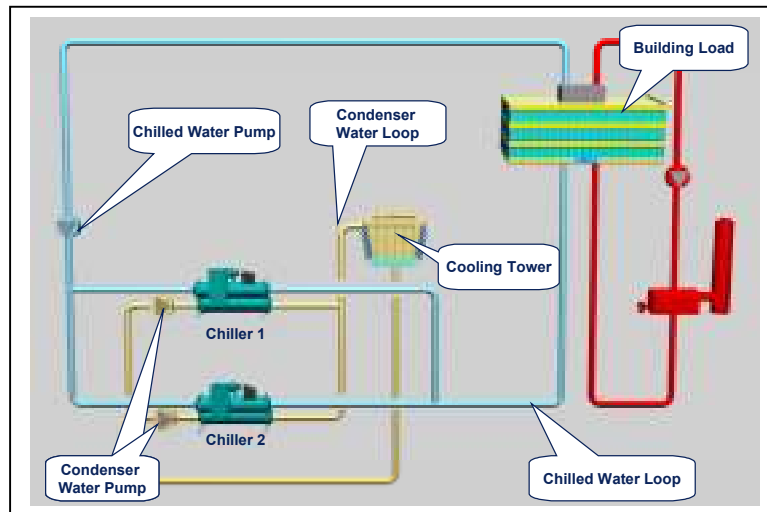 Building Load
Condenser
Water Loop
Chilled Water Pump
Cooling Tower
Chiller 1
Chiller 2
Condenser
Water Pump
Chilled Water Loop